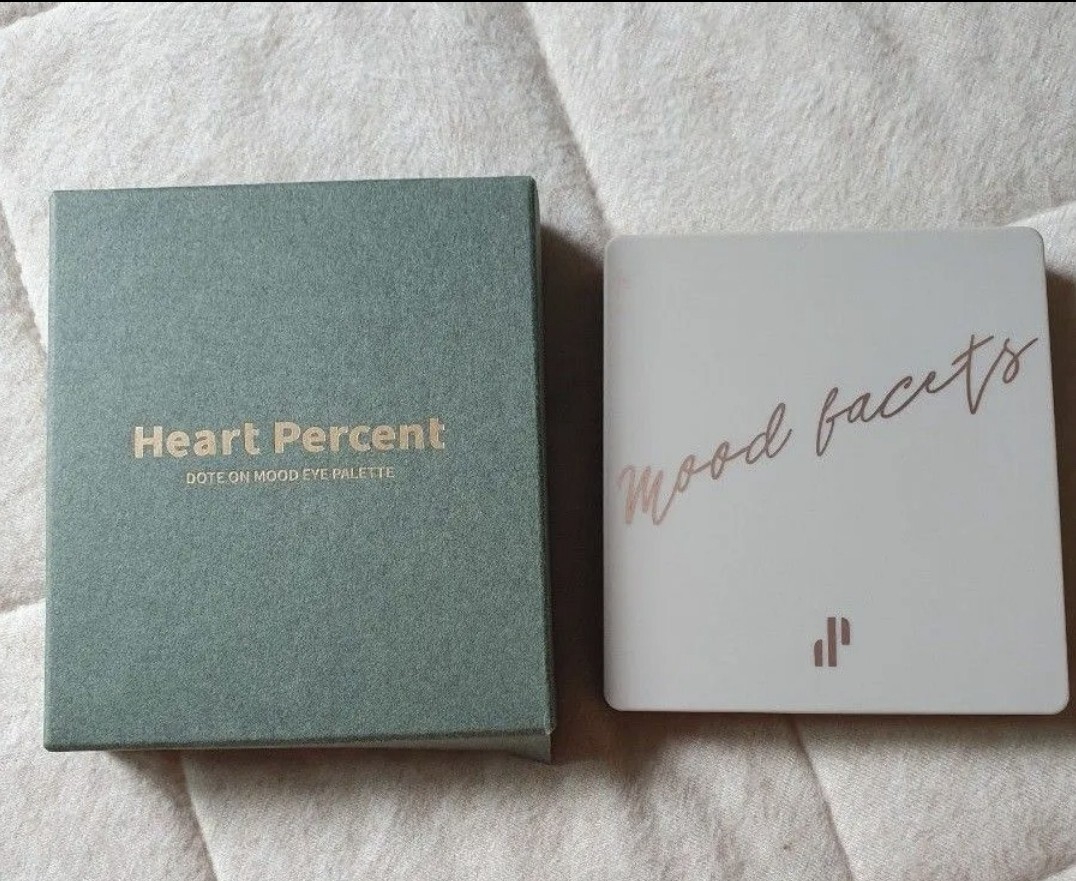 Heart Percent
DOTE ON MOOD EYE PALETTE
Mood facets